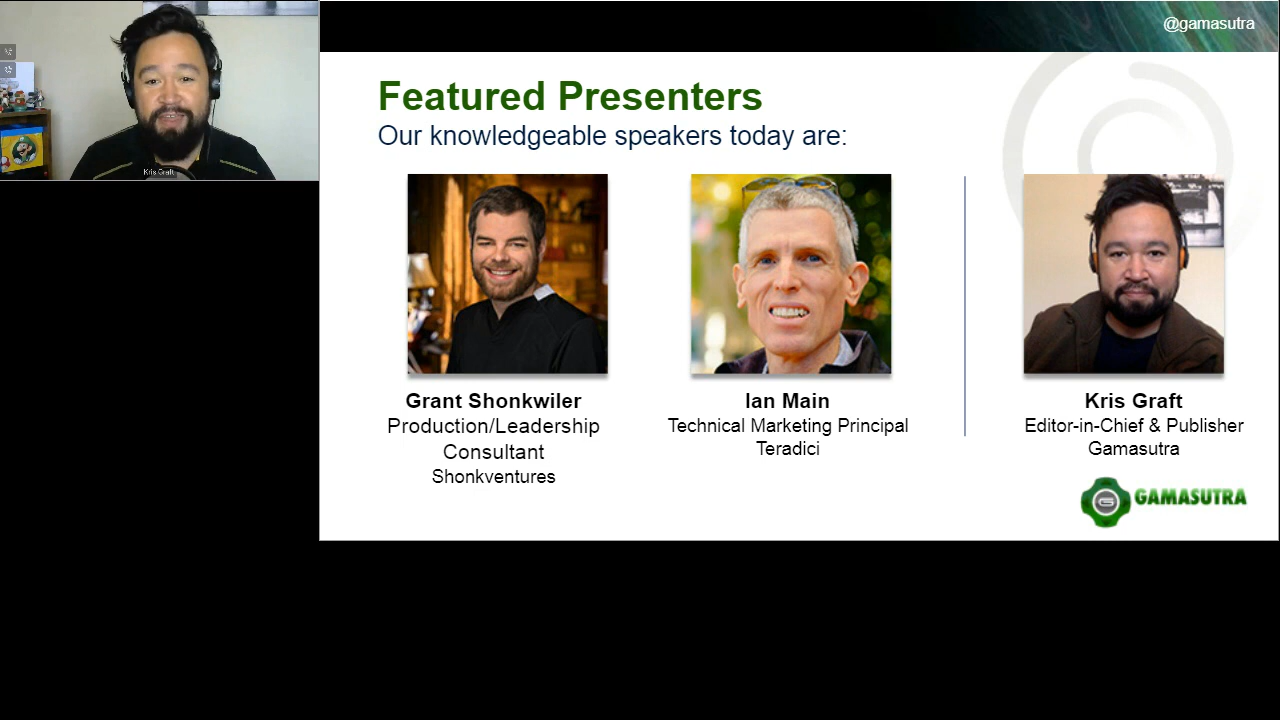 @gamasutra
Featured Presenters
Our knowledgeable speakers today are:
Kris Graft
Grant Shonkwiler
Production/Leadership
Consultant
Shonkventures
Ian Main
Technical Marketing Principal
Teradici
Kris Graft
Editor-in-Chief & Publisher
Gamasutra
G GAMASUTRA